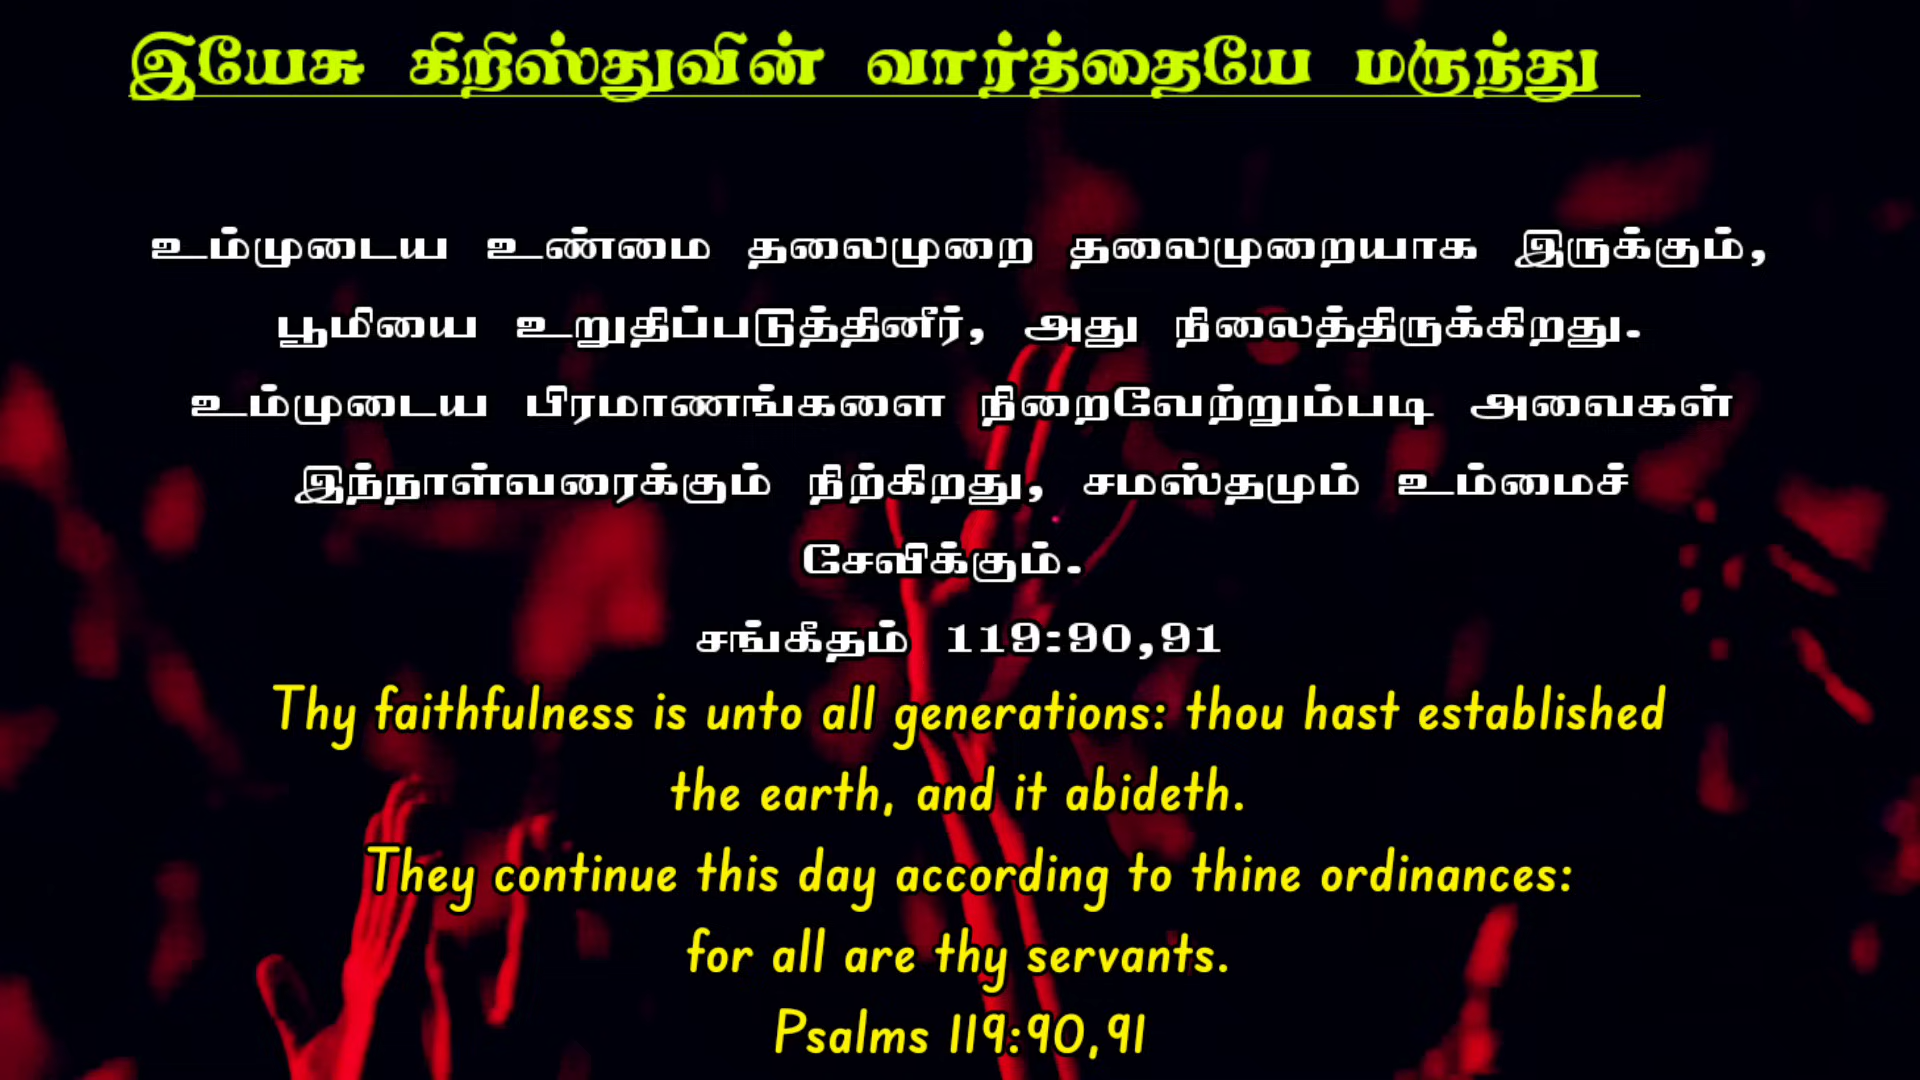 இயேசு கிறிஸ்துவின் வார்த்தையே மருந்து
உம்முடைய உண்மை தலைமுறை தலைமுறையாக இருக்கும்,
பூமியை உறுதிப்படுத்தினீர், அது நிலைத்திருக்கிறது.
உம்முடைய பிரமாணங்களை நிறைவேற்றும்படி அவைகள்
இந்நாள்வரைக்கும் நிற்கிறது, சமஸ்தமும் உம்மைச்
சேவிக்கும்.
சங்கீதம் 119:90,91
Thy faithfulness is unto all generations: thou hast established
the earth, and it abideth.
They continue this day according to thine ordinances:
for all are thy servants.
Psalms 119:90,91